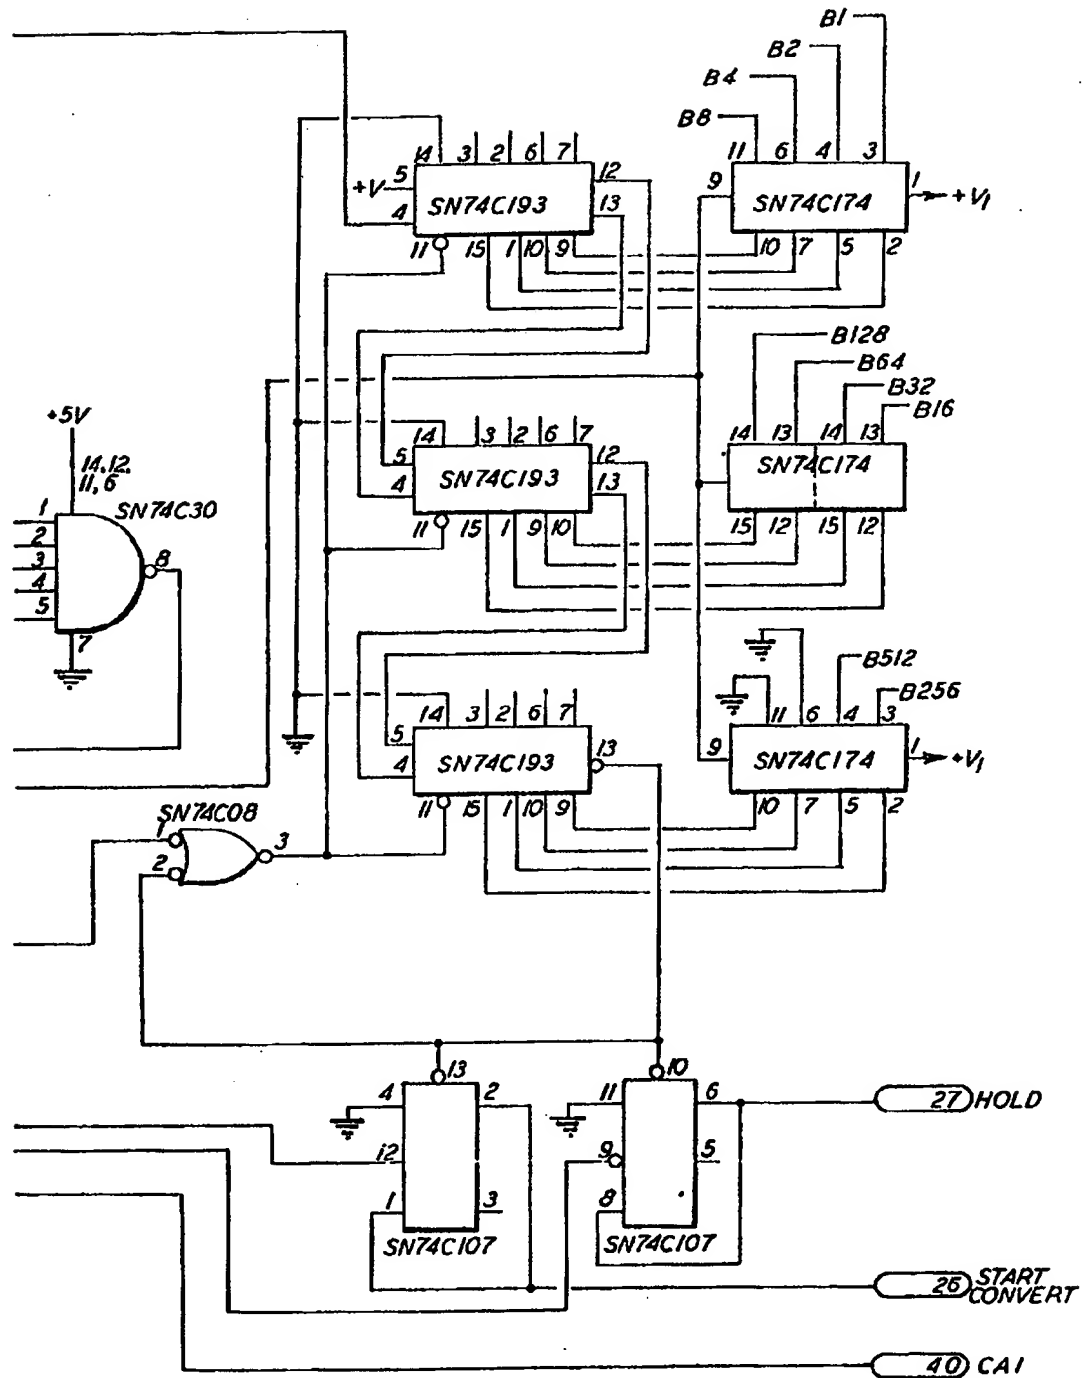 B1
B2
B4
B8
14 3 2 6 7
11 6 4 3
+V 5 SN74C193 12
4 13
9 SN74C174 1 +V1
11 15 1 10 9
10 7 5 2
B128
B64
B32
B16
+5V
14.12.
11,6
SN74C30
1
2
3
4
5
8
7
14 3 2 6 7
14 13 14 13
5 SN74C193 12
4 13
SN74C174
11 15 1 9 10
15 12 15 12
B512
B256
14 3 2 6 7
11 6 4 3
5 SN74C193 13
4
9 SN74C174 1 +V1
11 15 1 10 9
10 7 5 2
SN74C08
1
2
3
13
10
4 2
11 6
27 HOLD
12
9 5
1 3
8
SN74C107
SN74C107
26 START
CONVERT
40 CA1